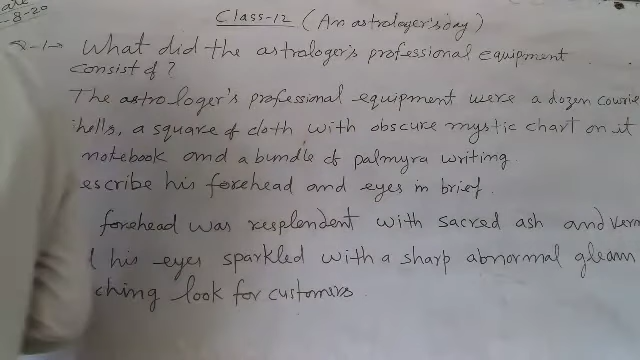 -8-20
Class-12 (An astrologer's day)
Q-1→ What did the astrologer's professional equipment
consist of?
The astrologer's professional equipment were a dozen cowrie
hells, a square of cloth with obscure mystic chart on it
notebook and a bundle of palmyra writing.
escribe his forehead and eyes in brief.
forehead was resplendent with sacred ash and verm
his eyes sparkled with a sharp abnormal gleam
ching look for customers.